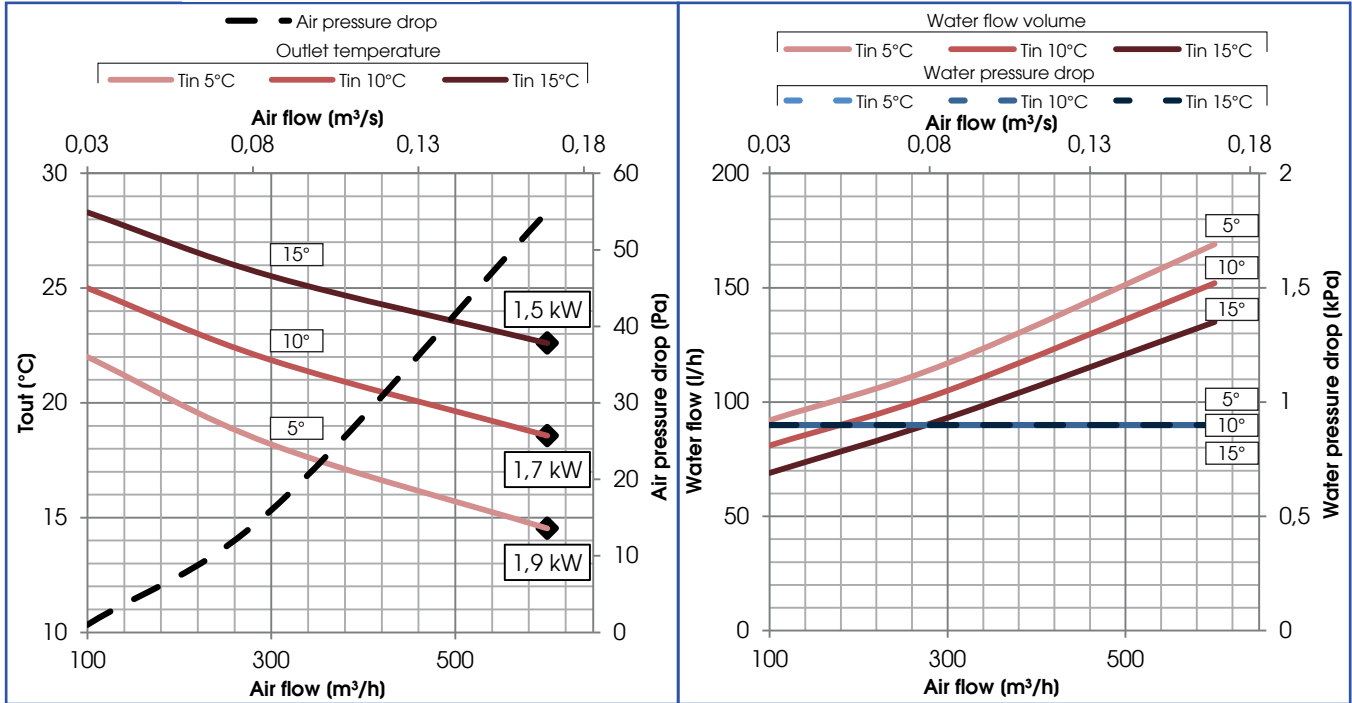 Air pressure drop
Outlet temperature
Tin 5°C Tin 10°C Tin 15°C
Air flow (m³/s)
0,03 0,08 0,13 0,18
30 60
25 50
20 40
15 30
10 20
10
0
Tout (°C)
Air pressure drop (Pa)
15°
10°
5°
1,5 kW
1,7 kW
1,9 kW
100 300 500
Air flow (m³/h)
Water flow volume
Tin 5°C Tin 10°C Tin 15°C
Water pressure drop
Tin 5°C Tin 10°C Tin 15°C
Air flow (m³/s)
0,03 0,08 0,13 0,18
200 2
150 1,5
100 1
50 0,5
0 0
Water flow (l/h)
Water pressure drop (kPa)
5°
10°
15°
5°
10°
15°
100 300 500
Air flow (m³/h)